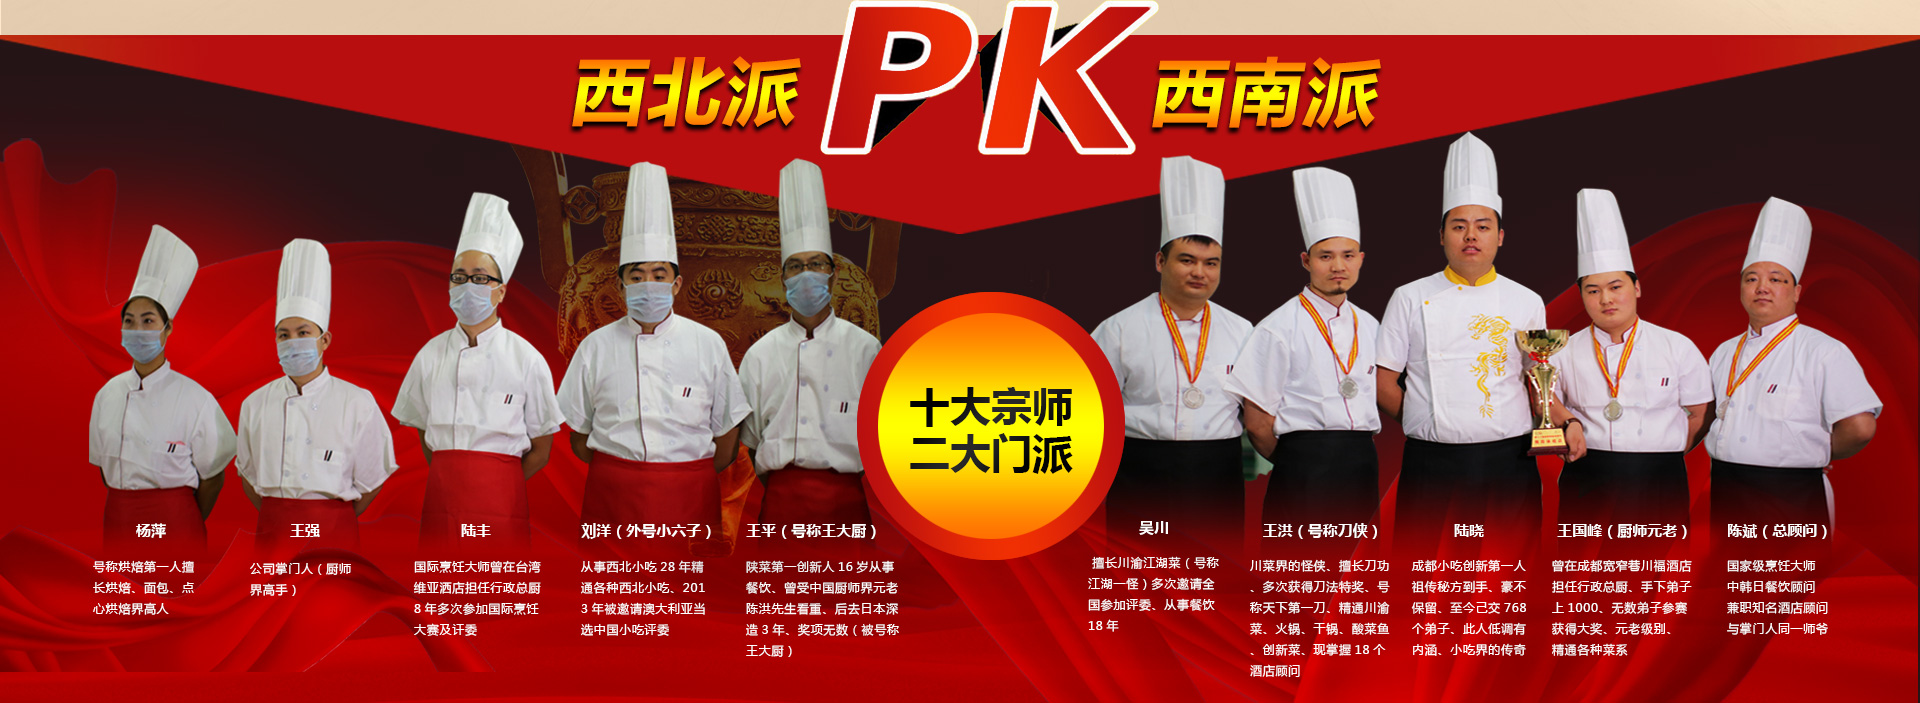 西北派 PK 西南派
十大宗师
二大门派
杨萍
号称烘焙第一人擅
长烘焙、面包、点
心烘焙界高人
王强
公司掌门人（厨师
界高手）
陆丰
国际烹饪大师曾在台湾
维亚酒店担任行政总厨
8 年多次参加国际烹饪
大赛及评委
刘洋（外号小六子）
从事西北小吃 28 年精
通各种西北小吃、201
3 年被邀请澳大利亚当
选中国小吃评委
王平（号称王大厨）
陕菜第一创新人 16 岁从事
餐饮、曾受中国厨师界元老
陈洪先生看重、后去日本深
造 3 年、奖项无数（被号称
王大厨）
吴川
擅长川渝江湖菜（号称
江湖一怪）多次邀请全
国参加评委、从事餐饮
18 年
王洪（号称刀侠）
川菜界的怪侠、擅长刀功
、多次获得刀法特奖、号
称天下第一刀、精通川渝
菜、火锅、干锅、酸菜鱼
、创新菜、现掌握 18 个
酒店顾问
陆晓
成都小吃创新第一人
祖传秘方到手、豪不
保留、至今己交 768
个弟子、此人低调有
内涵、小吃界的传奇
王国峰（厨师元老）
曾在成都宽窄巷川福酒店
担任行政总厨、手下弟子
上 1000、无数弟子参赛
获得大奖、元老级别、
精通各种菜系
陈斌（总顾问）
国家级烹饪大师
中韩日餐饮顾问
兼职知名酒店顾问
与掌门人同一师爷